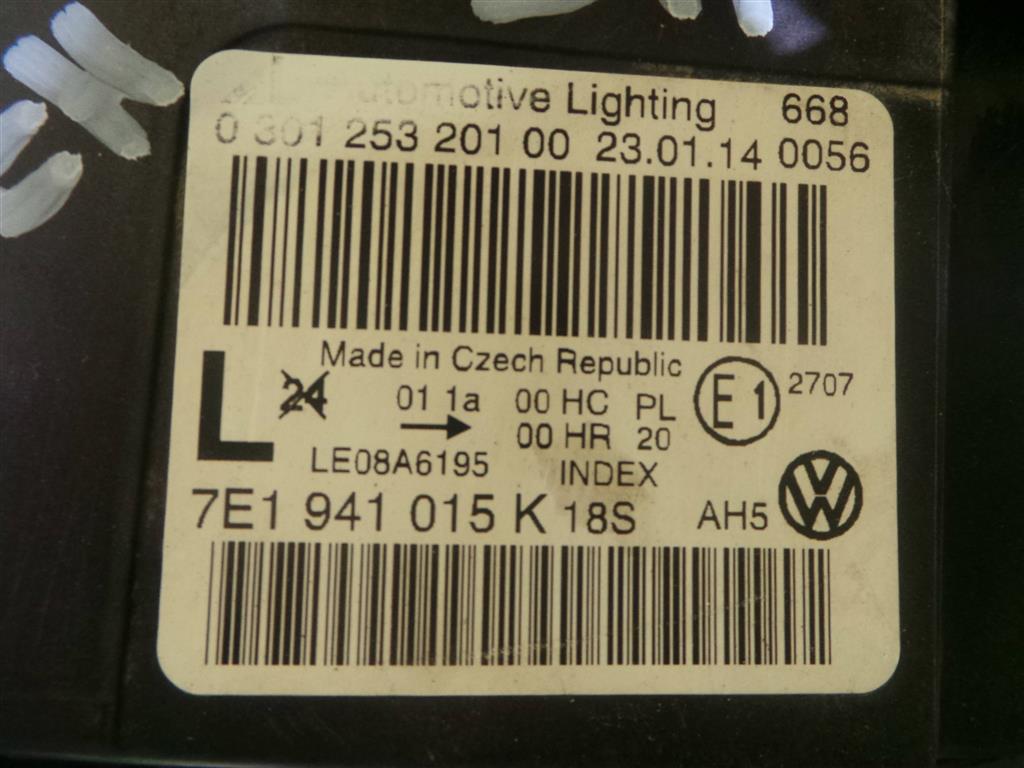 Automotive Lighting 668
0 301 253 201 00 23.01.14 0056
Made in Czech Republic
L 24 01 1a 00 HC PL E1 2707
00 HR 20
LE08A6195 INDEX
7E1 941 015 K 18S AH5 VW